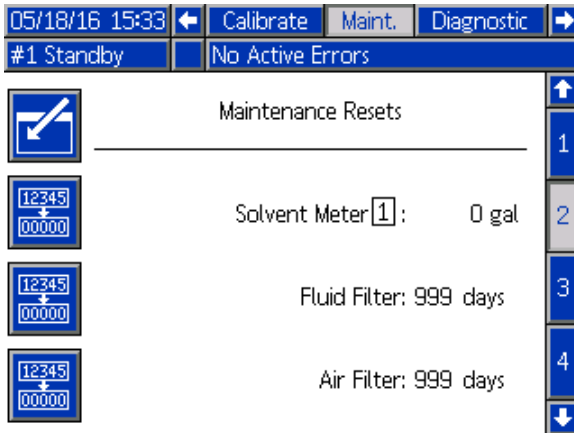 05/18/16 15:33 Calibrate Maint. Diagnostic
#1 Standby No Active Errors
Maintenance Resets
1
12345
00000
Solvent Meter 1 : 0 gal
2
12345
00000
Fluid Filter: 999 days
3
12345
00000
Air Filter: 999 days
4